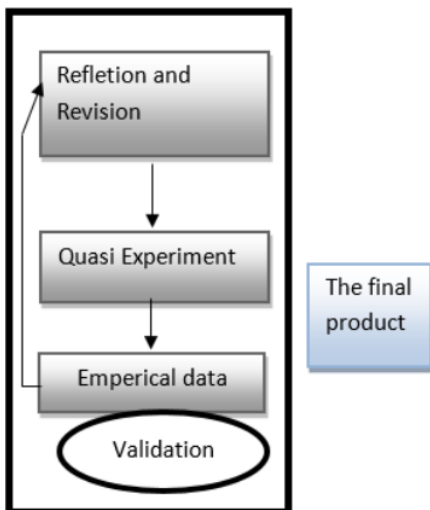 Refletion and
Revision
Quasi Experiment
The final
product
Emperical data
Validation